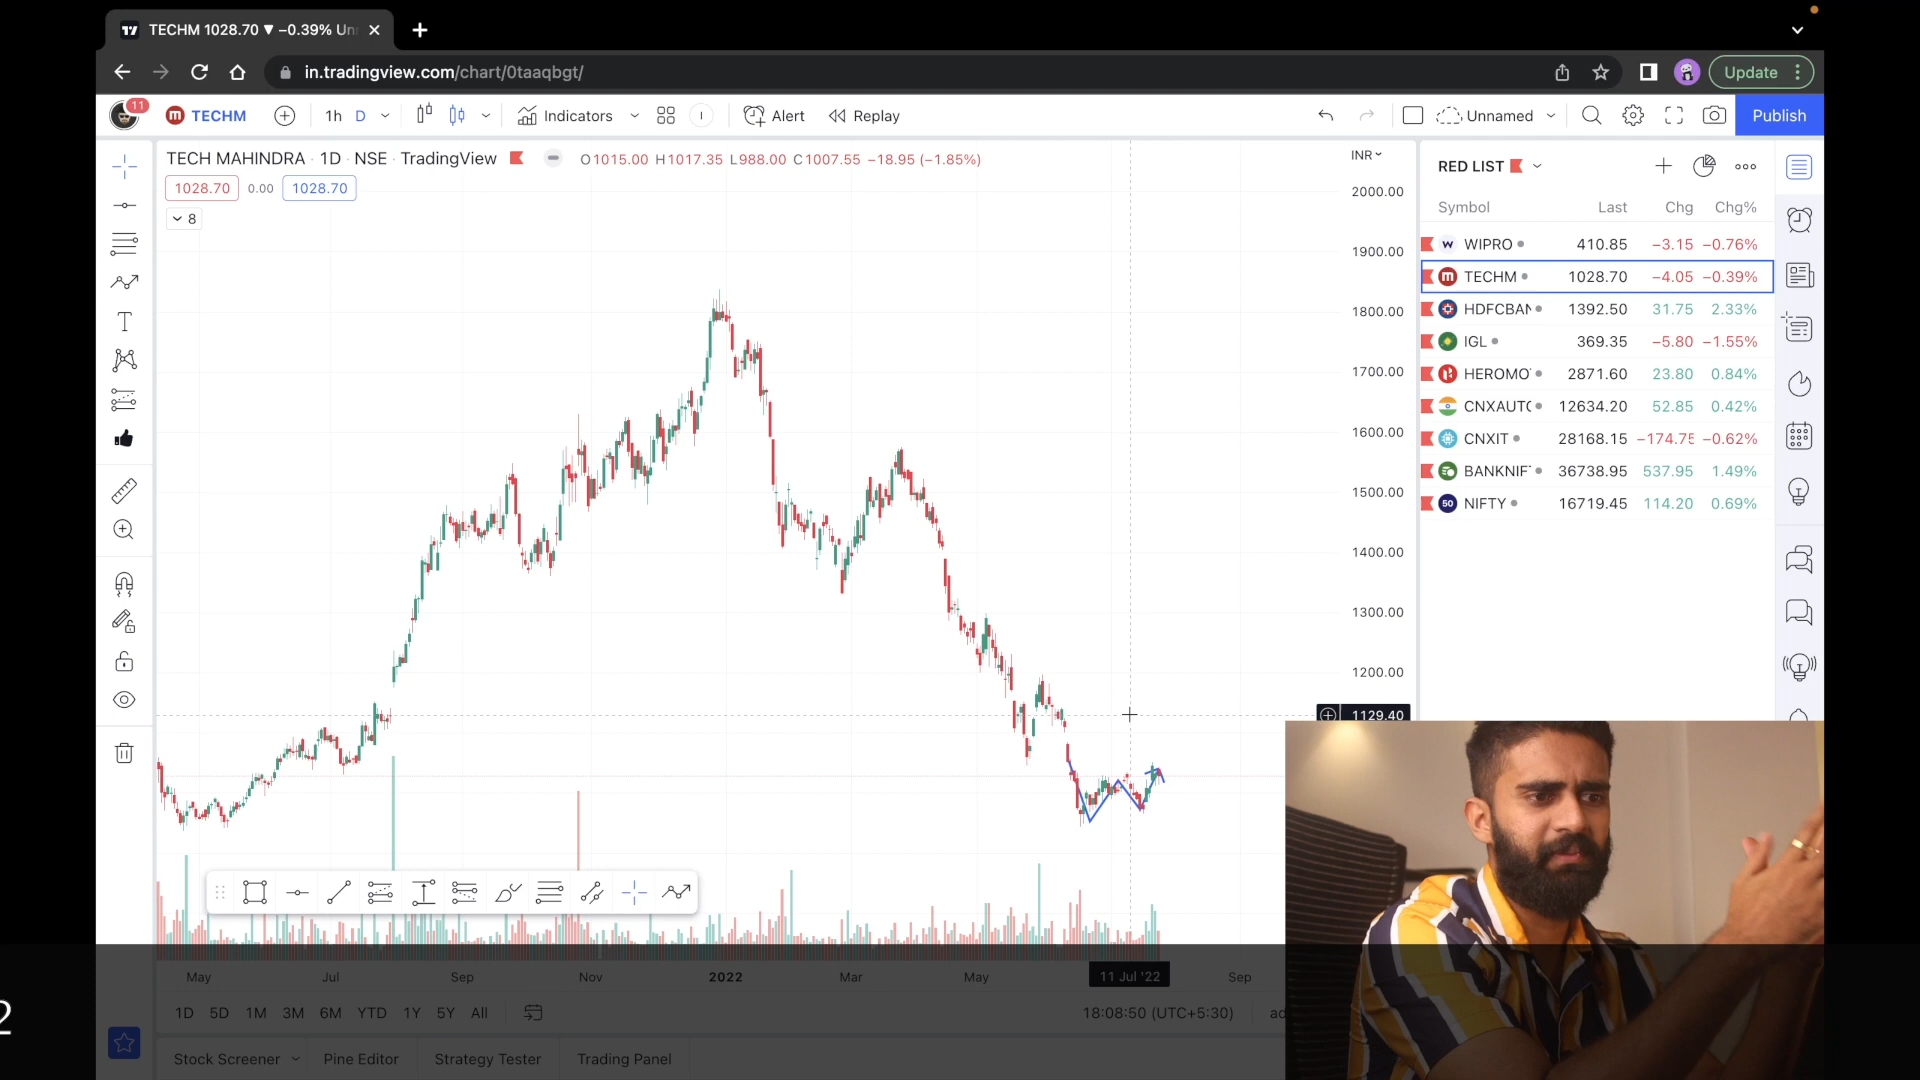 TECHM 1028.70 ▼ −0.39% Un
in.tradingview.com/chart/0taaqbgt/
Update
11
TECHM
1h
D
Indicators
Alert
Replay
Unnamed
Publish
TECH MAHINDRA · 1D · NSE · TradingView
O1015.00 H1017.35 L988.00 C1007.55 −18.95 (−1.85%)
1028.70
0.00
1028.70
8
INR
2000.00
1900.00
1800.00
1700.00
1600.00
1500.00
1400.00
1300.00
1200.00
1129.40
RED LIST
Symbol Last Chg Chg%
WIPRO 410.85 −3.15 −0.76%
TECHM 1028.70 −4.05 −0.39%
HDFCBAN 1392.50 31.75 2.33%
IGL 369.35 −5.80 −1.55%
HEROMO 2871.60 23.80 0.84%
CNXAUTO 12634.20 52.85 0.42%
CNXIT 28168.15 −174.75 −0.62%
50 BANKNIF 36738.95 537.95 1.49%
NIFTY 16719.45 114.20 0.69%
May Jul Sep Nov 2022 Mar May 11 Jul '22 Sep
2
1D 5D 1M 3M 6M YTD 1Y 5Y All
18:08:50 (UTC+5:30)
ad
Stock Screener
Pine Editor
Strategy Tester
Trading Panel